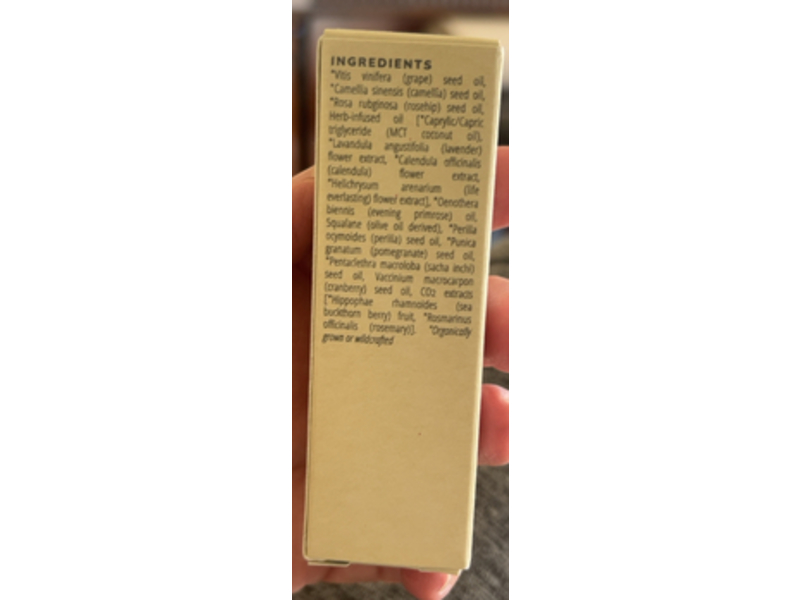 INGREDIENTS
*Vitis vinifera (grape) seed oil,
*Camellia sinensis (camellia) seed oil,
*Rosa rubginosa (rosehip) seed oil,
Herb-infused oil [*Caprylic/Capric
triglyceride (MCT coconut oil),
*Lavandula angustifolia (lavender)
flower extract, *Calendula officinalis
(calendula) flower extract,
*Helichrysum arenarium (life
everlasting) flower extract], *Oenothera
biennis (evening primrose) oil,
Squalane (olive oil derived), *Perilla
ocymoides (perilla) seed oil, *Punica
granatum (pomegranate) seed oil,
*Pentaclethra macroloba (sacha inchi)
seed oil, Vaccinium macrocarpon
(cranberry) seed oil, CO2 extracts
[*Hippophae rhamnoides (sea
buckthorn berry) fruit, *Rosmarinus
officinalis (rosemary)]. *Organically
grown or wildcrafted